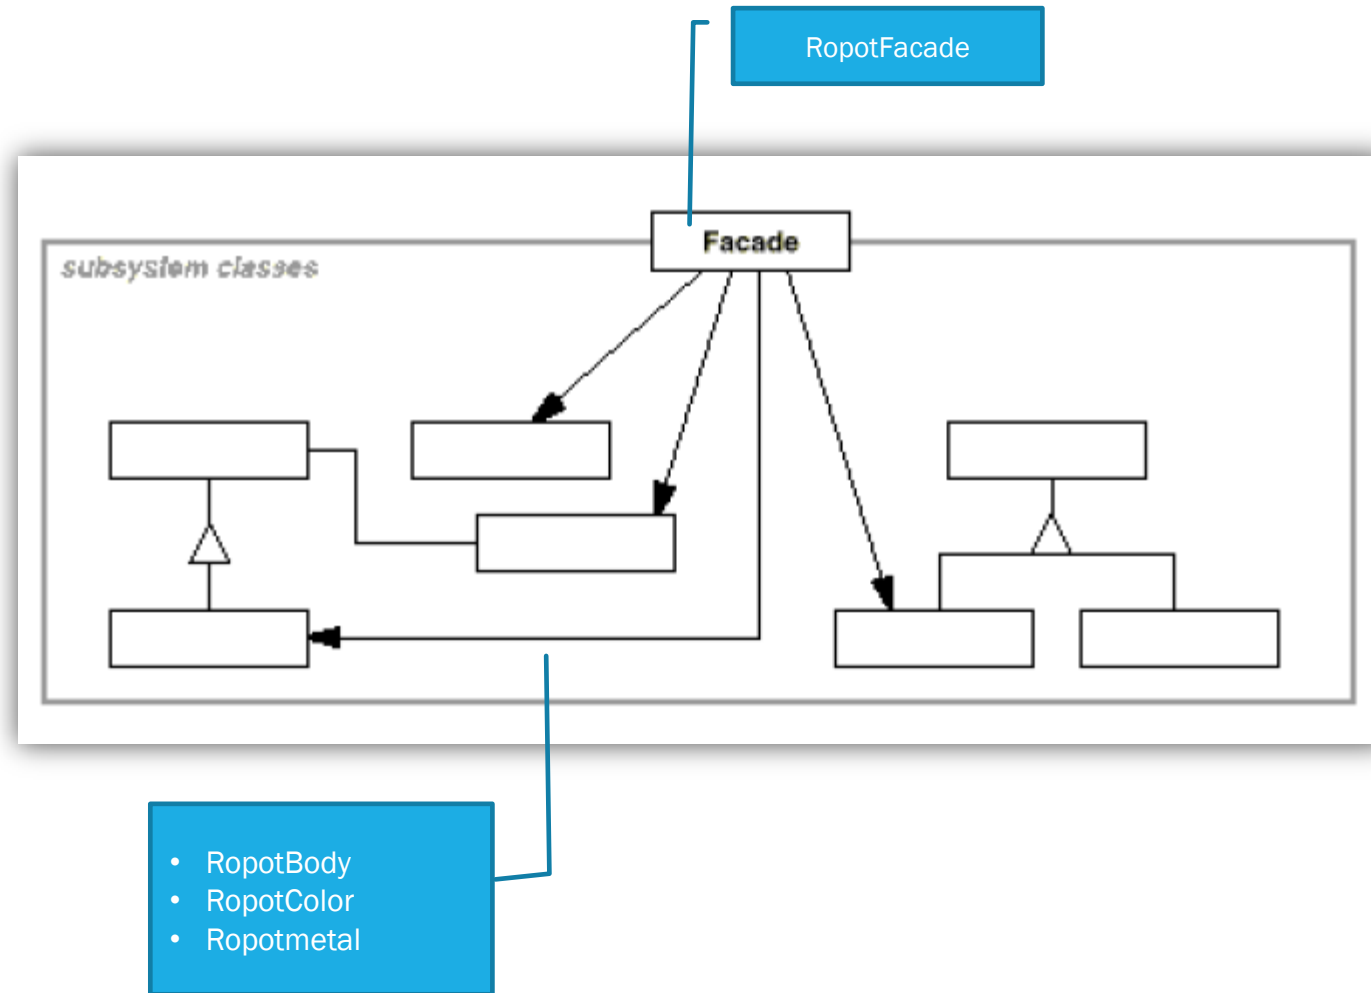 RopotFacade
Facade
subsystem classes
• RopotBody
• RopotColor
• Ropotmetal